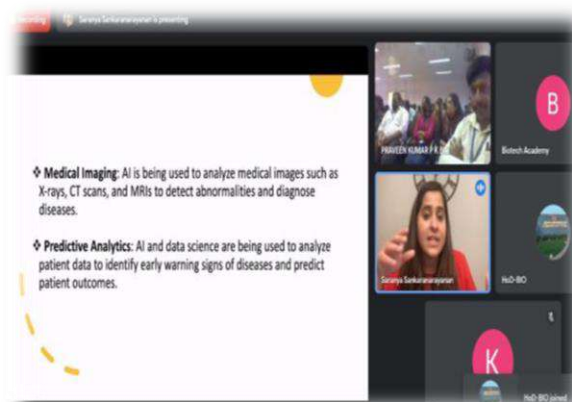 Recording
Saranya Sankaranarayanan is presenting
❖ Medical Imaging: AI is being used to analyze medical images such as
X-rays, CT scans, and MRIs to detect abnormalities and diagnose
diseases.
❖ Predictive Analytics: AI and data science are being used to analyze
patient data to identify early warning signs of diseases and predict
patient outcomes.
PRAVEEN KUMAR P K
B
Biotech Academy
Saranya Sankaranarayanan
HoD-BIO
K
HoD-BIO joined